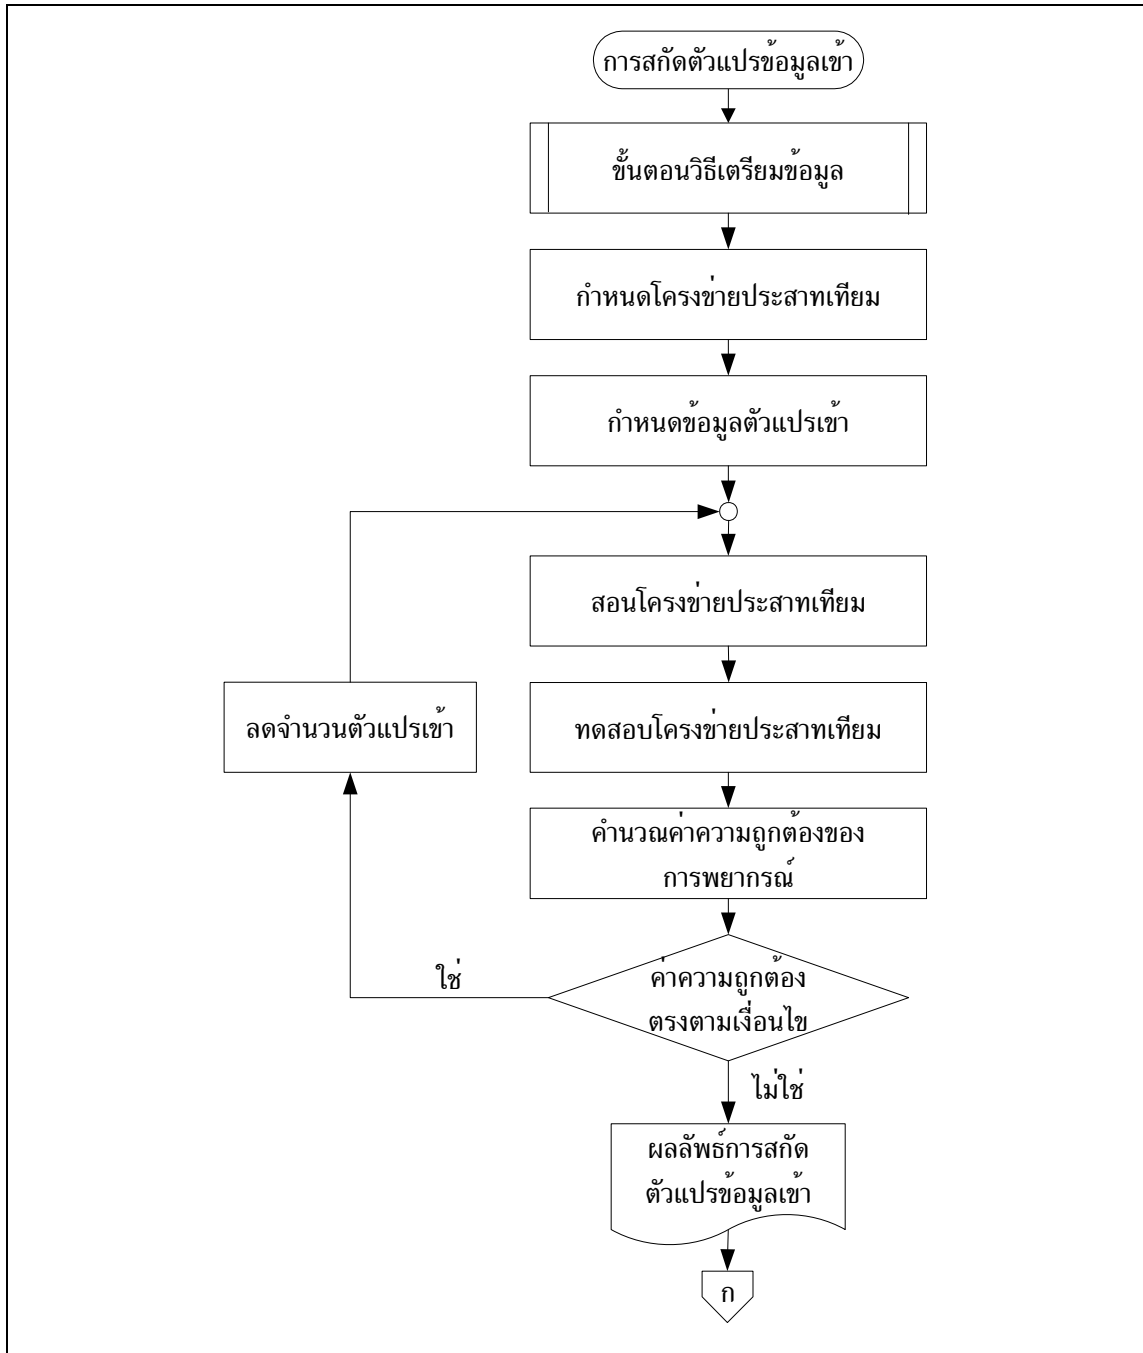 การสกัดตัวแปรข้อมูลเข้า
ขั้นตอนวิธีเตรียมข้อมูล
กำหนดโครงข่ายประสาทเทียม
กำหนดข้อมูลตัวแปรเข้า
สอนโครงข่ายประสาทเทียม
ลดจำนวนตัวแปรเข้า
ทดสอบโครงข่ายประสาทเทียม
คำนวณค่าความถูกต้องของ
การพยากรณ์
ใช่
ค่าความถูกต้อง
ตรงตามเงื่อนไข
ไม่ใช่
ผลลัพธ์การสกัด
ตัวแปรข้อมูลเข้า
ก